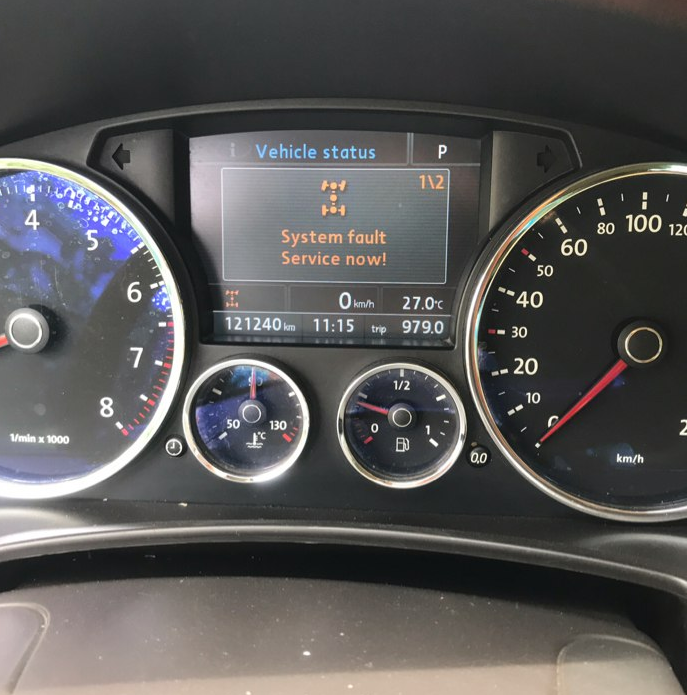 Vehicle status P
1\2
System fault
Service now!
0 km/h 27.0°C
121240 km 11:15 trip 979.0
4
5
6
7
8
1/min x 1000
50 130
°C
1/2
0 1
0.0
0
10
20
30
40
50
60
80
100
120
km/h